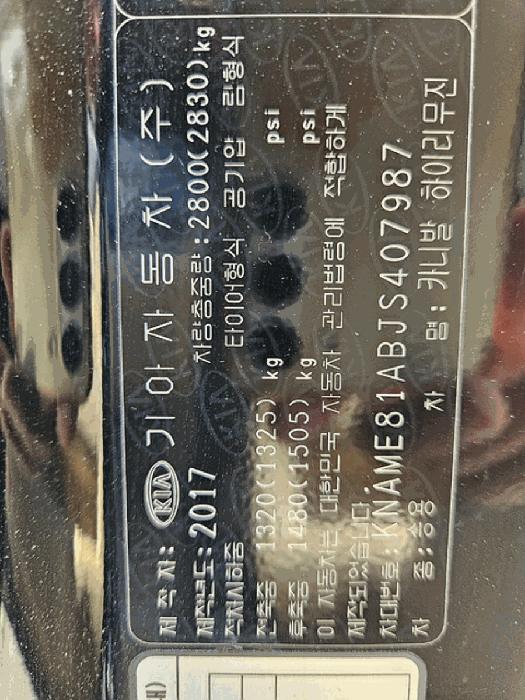 제 작 자: KIA 기 아 자 동 차 ( 주 )
제작년도: 2017 차량총중량: 2800(2830)kg
적차시하중 타이어형식 공기압 림형식
전축중 1320(1325) kg psi
후축중 1480(1505) kg psi
이 자동차는 대한민국 자동차 관리법령에 적합하게
제작되었습니다.
차대번호: KNAME81ABJS407987
차 종: 승용 차 명: 카니발 하이리무진